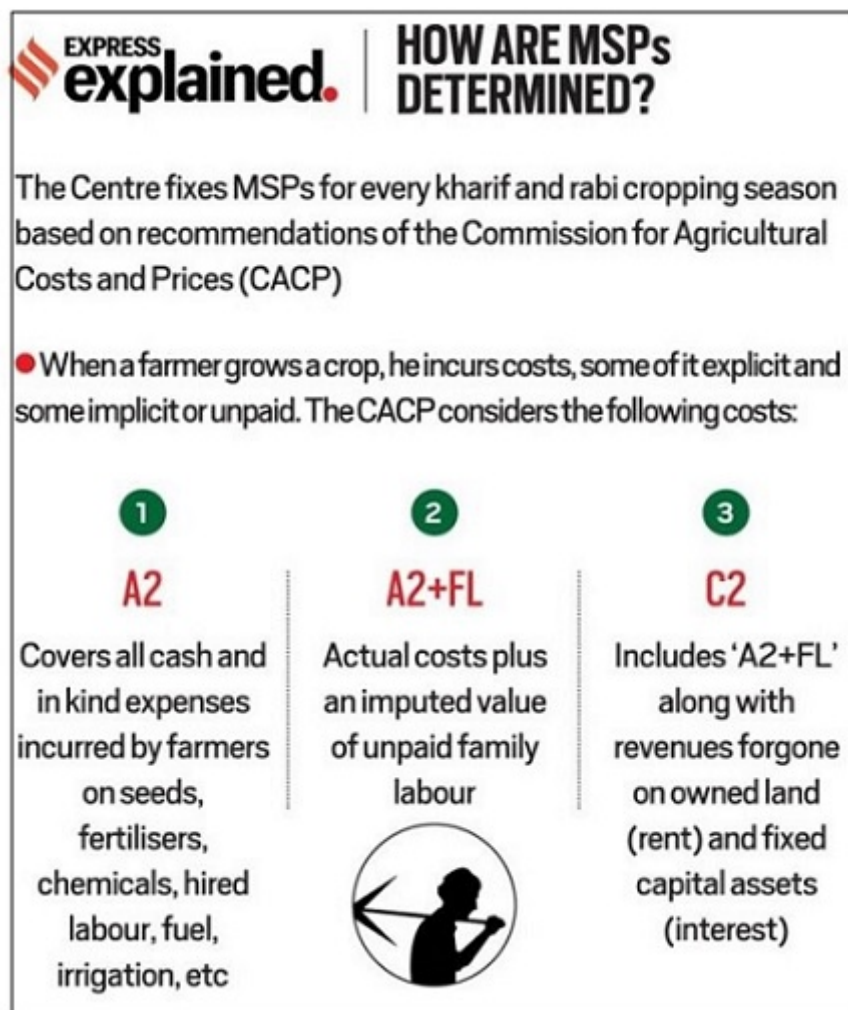 EXPRESS
explained.
HOW ARE MSPs
DETERMINED?
The Centre fixes MSPs for every kharif and rabi cropping season
based on recommendations of the Commission for Agricultural
Costs and Prices (CACP)
● When a farmer grows a crop, he incurs costs, some of it explicit and
some implicit or unpaid. The CACP considers the following costs:
1
A2
Covers all cash and
in kind expenses
incurred by farmers
on seeds,
fertilisers,
chemicals, hired
labour, fuel,
irrigation, etc
2
A2+FL
Actual costs plus
an imputed value
of unpaid family
labour
3
C2
Includes ‘A2+FL’
along with
revenues forgone
on owned land
(rent) and fixed
capital assets
(interest)